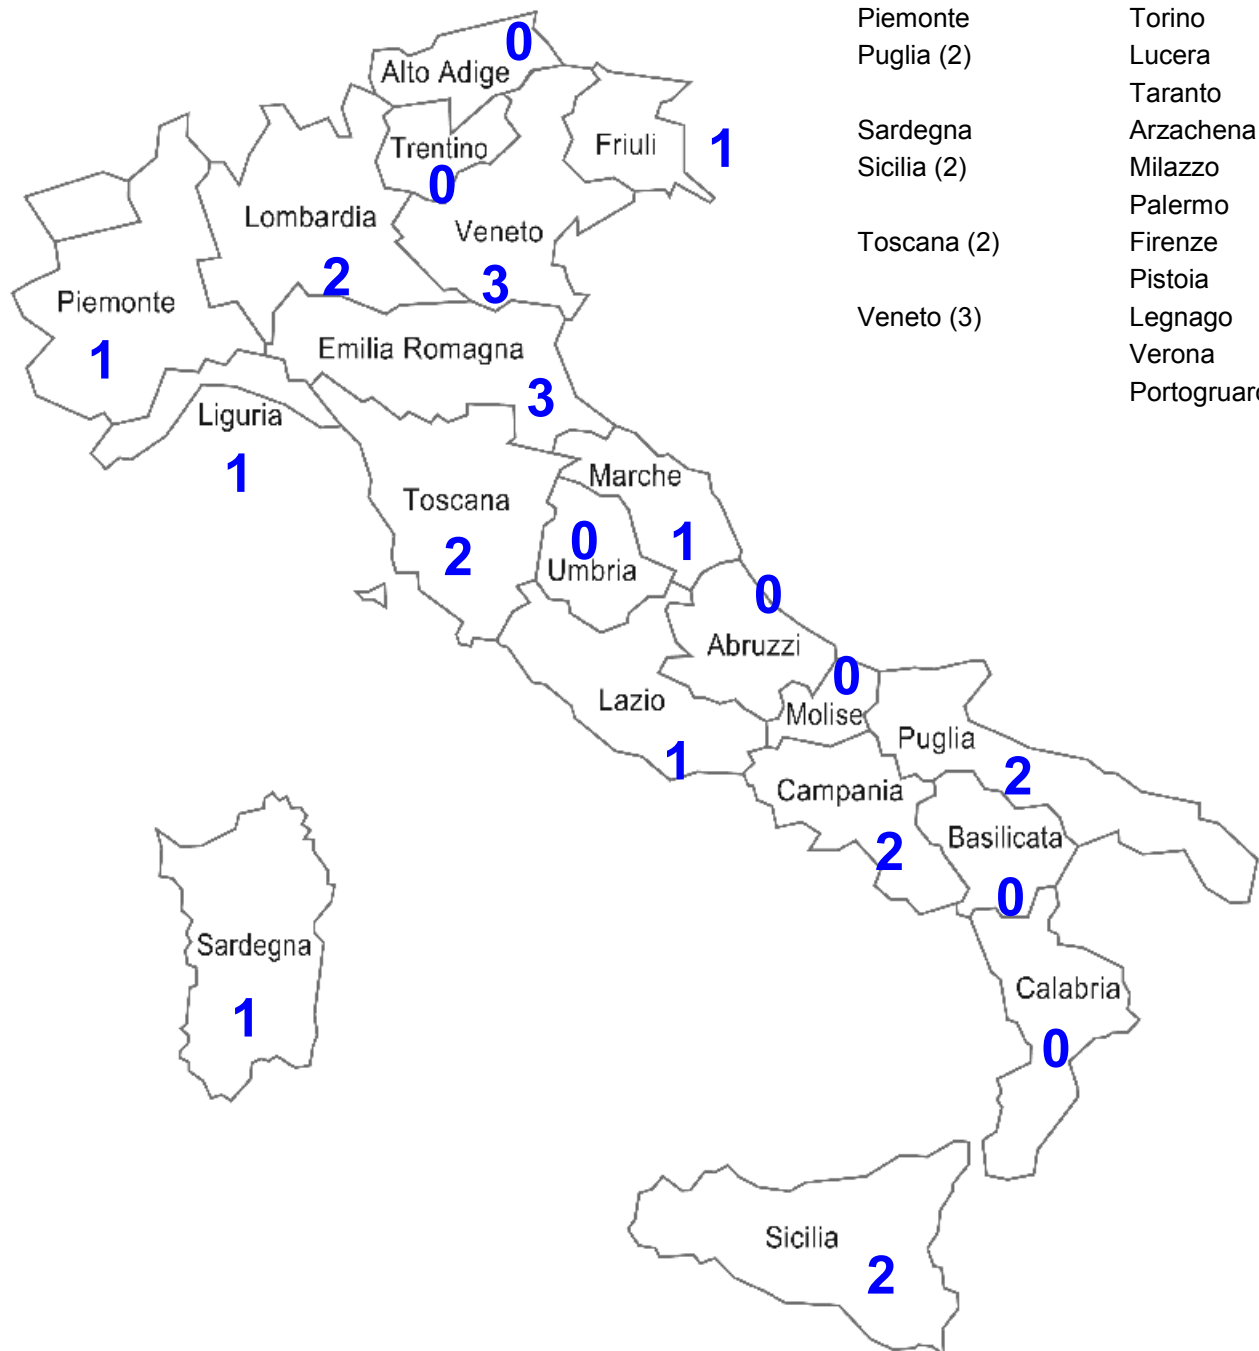 Piemonte Torino
Puglia (2) Lucera
Taranto
Sardegna Arzachena
Sicilia (2) Milazzo
Palermo
Toscana (2) Firenze
Pistoia
Veneto (3) Legnago
Verona
Portogruaro
0
Alto Adige
Trentino
0
Friuli
1
Lombardia
2
Veneto
3
Piemonte
1
Emilia Romagna
3
Liguria
1
Marche
1
Toscana
2
0
Umbria
0
Abruzzi
0
Molise
Lazio
1
Puglia
2
Campania
2
Basilicata
0
Sardegna
1
Calabria
0
Sicilia
2